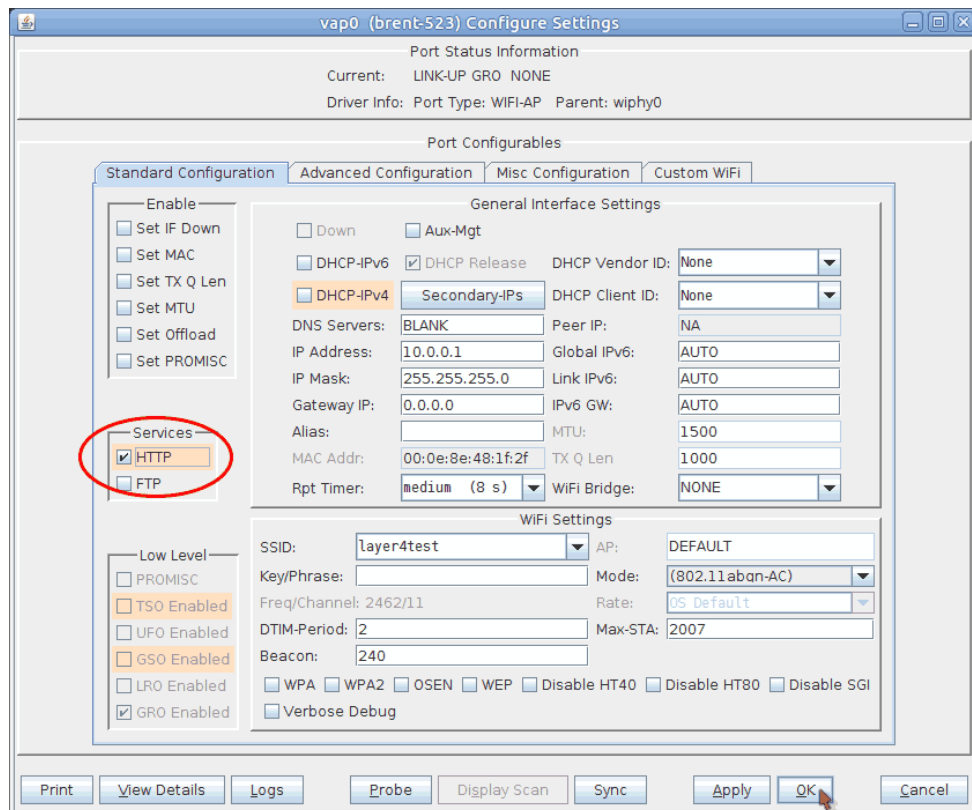 vap0 (brent-523) Configure Settings
Port Status Information
Current: LINK-UP GRO NONE
Driver Info: Port Type: WIFI-AP Parent: wiphy0
Port Configurables
Standard Configuration Advanced Configuration Misc Configuration Custom WiFi
Enable
Set IF Down
Set MAC
Set TX Q Len
Set MTU
Set Offload
Set PROMISC
Services
HTTP
FTP
Low Level
PROMISC
TSO Enabled
UFO Enabled
GSO Enabled
LRO Enabled
GRO Enabled
General Interface Settings
Down Aux-Mgt
DHCP-IPv6 DHCP Release DHCP Vendor ID: None
DHCP-IPv4 Secondary-IPs DHCP Client ID: None
DNS Servers: BLANK Peer IP: NA
IP Address: 10.0.0.1 Global IPv6: AUTO
IP Mask: 255.255.255.0 Link IPv6: AUTO
Gateway IP: 0.0.0.0 IPv6 GW: AUTO
Alias: MTU: 1500
MAC Addr: 00:0e:8e:48:1f:2f TX Q Len 1000
Rpt Timer: medium (8 s) WiFi Bridge: NONE
WiFi Settings
SSID: layer4test AP: DEFAULT
Key/Phrase: Mode: (802.11abgn-AC)
Freq/Channel: 2462/11 Rate: OS Default
DTIM-Period: 2 Max-STA: 2007
Beacon: 240
WPA WPA2 OSEN WEP Disable HT40 Disable HT80 Disable SGI
Verbose Debug
Print View Details Logs Probe Display Scan Sync Apply OK Cancel